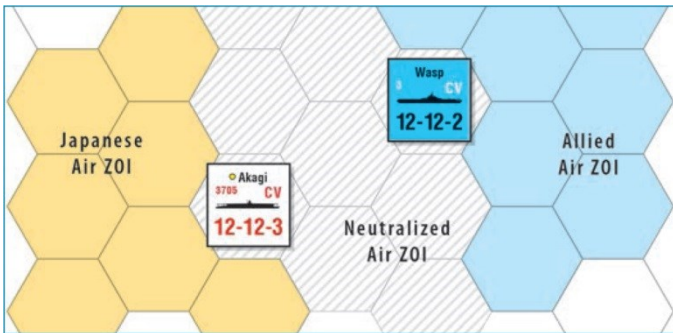 Wasp
CV
12-12-2
Japanese
Air ZOI
Allied
Air ZOI
Akagi
3705 CV
12-12-3
Neutralized
Air ZOI